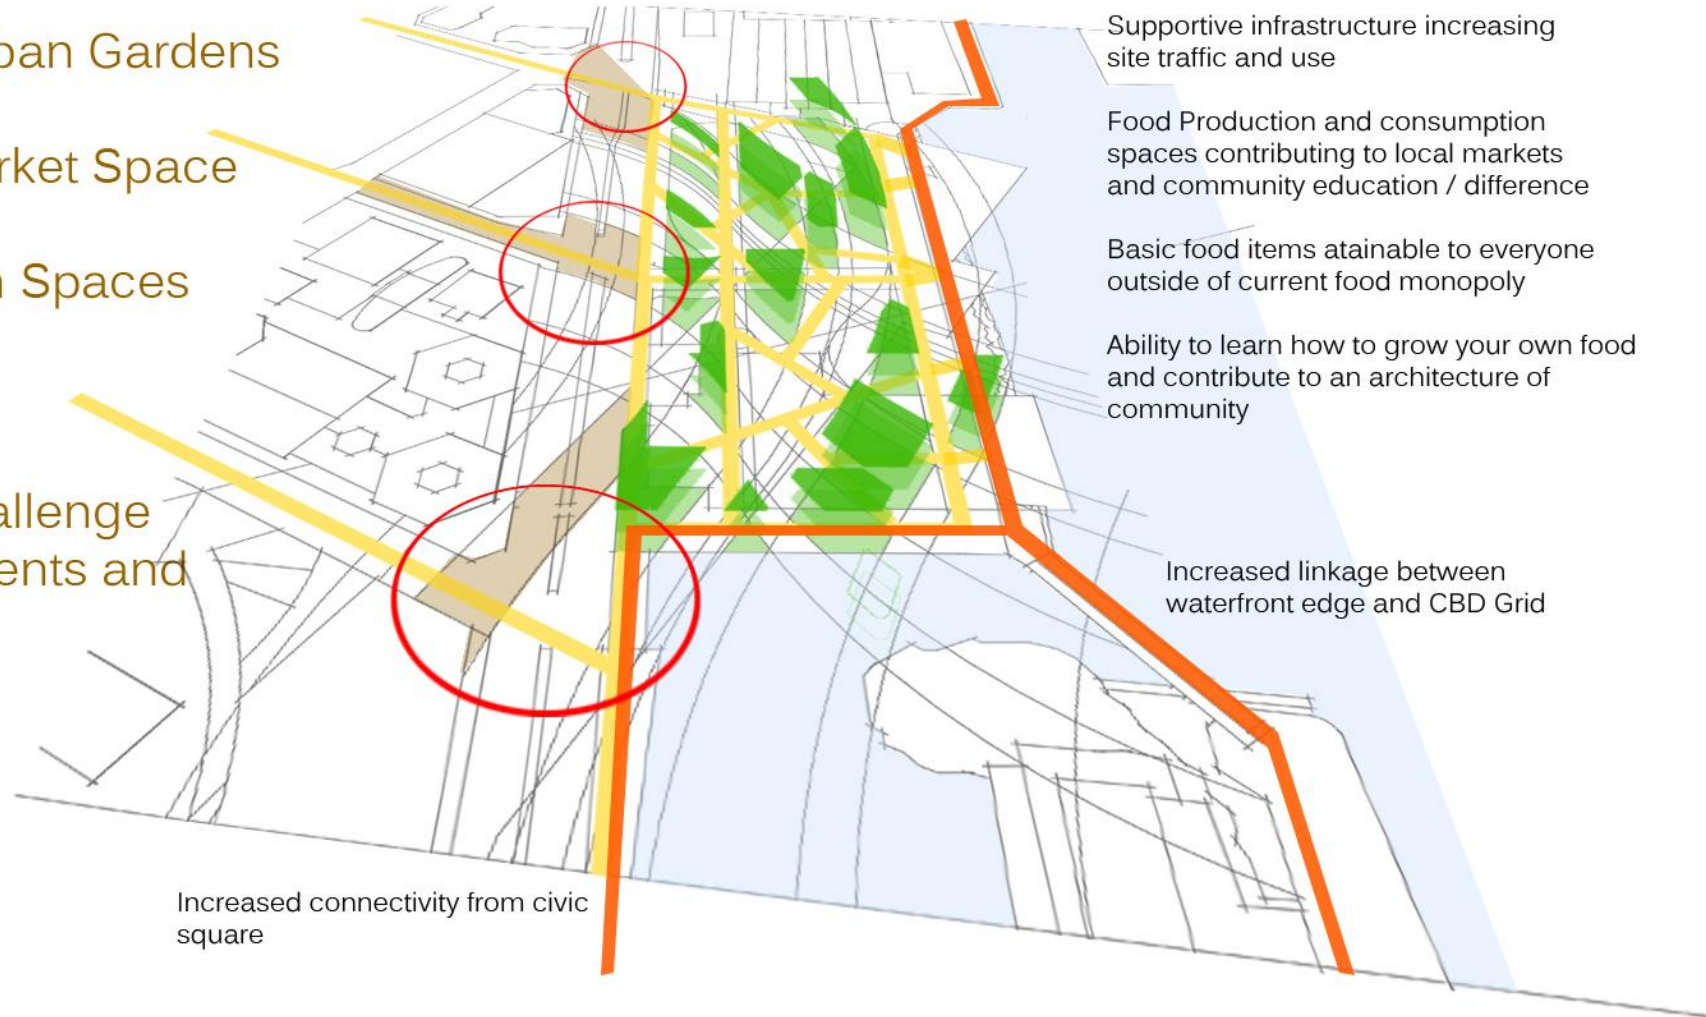 ban Gardens
rket Space
n Spaces
allenge
ents and
Supportive infrastructure increasing
site traffic and use
Food Production and consumption
spaces contributing to local markets
and community education / difference
Basic food items atainable to everyone
outside of current food monopoly
Ability to learn how to grow your own food
and contribute to an architecture of
community
Increased linkage between
waterfront edge and CBD Grid
Increased connectivity from civic
square